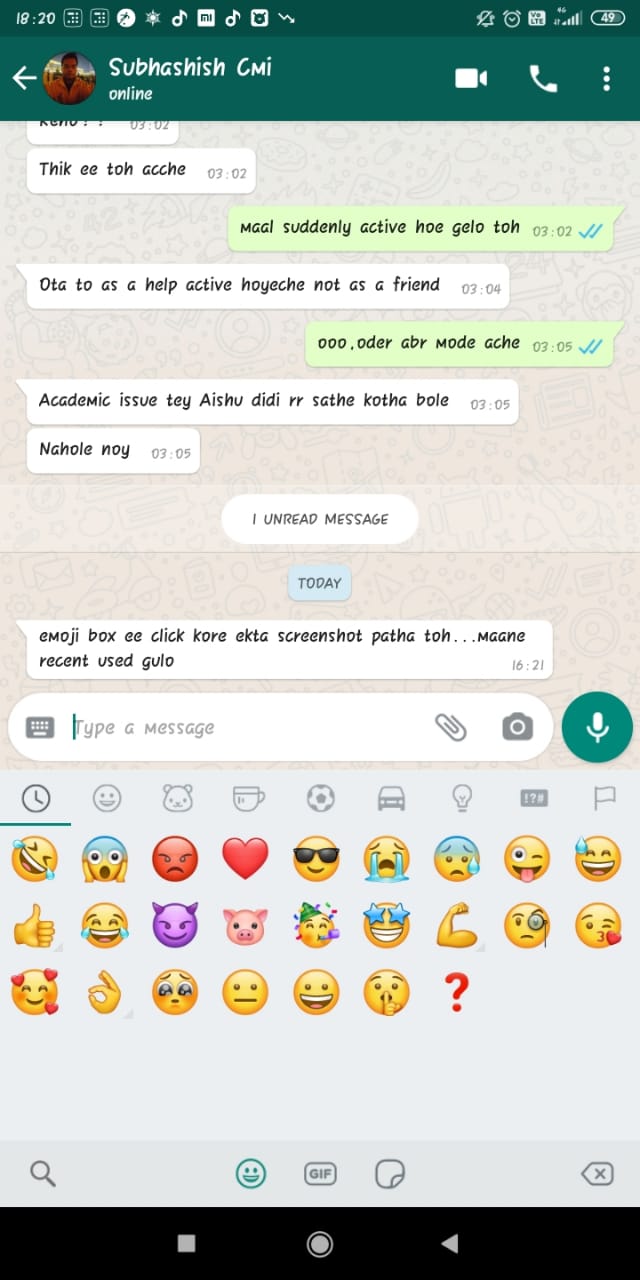 18:20
49
Subhashish Cmi
online
03:02
Thik ee toh acche 03:02
maal suddenly active hoe gelo toh 03:02
Ota to as a help active hoyeche not as a friend 03:04
ooo,oder abr mode ache 03:05
Academic issue tey Aishu didi rr sathe kotha bole 03:05
Nahole noy 03:05
1 UNREAD MESSAGE
TODAY
emoji box ee click kore ekta screenshot patha toh...maane
recent used gulo 16:21
Type a message
!?#
GIF